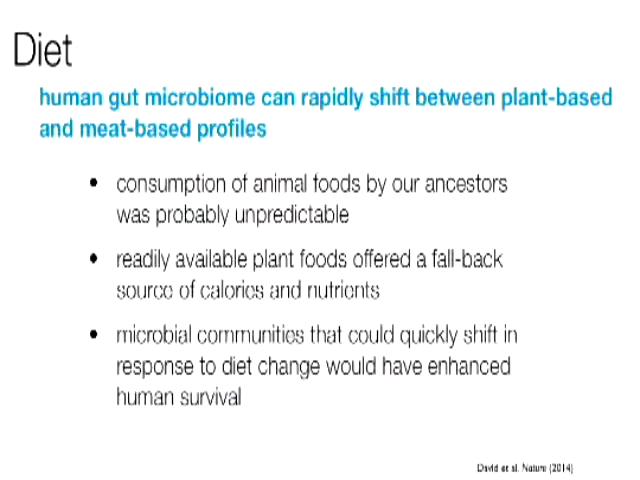 Diet
human gut microbiome can rapidly shift between plant-based
and meat-based profiles
• consumption of animal foods by our ancestors
was probably unpredictable
• readily available plant foods offered a fall-back
source of calories and nutrients
• microbial communities that could quickly shift in
response to diet change would have enhanced
human survival
David et al. Nature (2014)